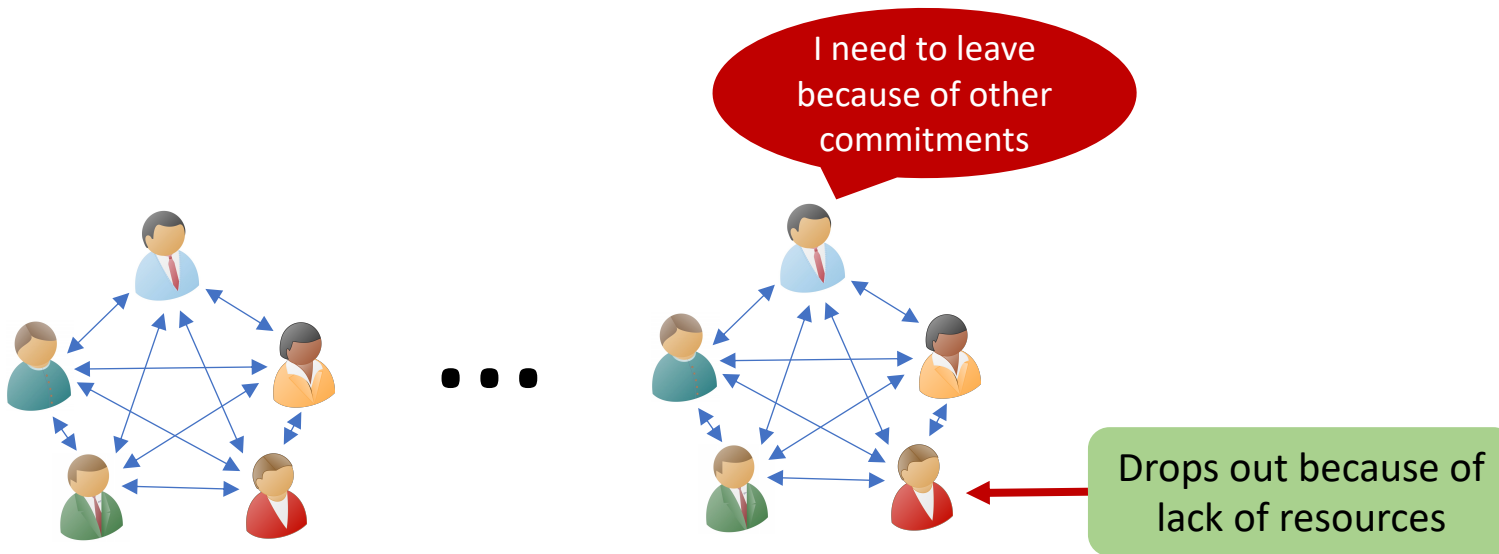 I need to leave
because of other
commitments
Drops out because of
lack of resources